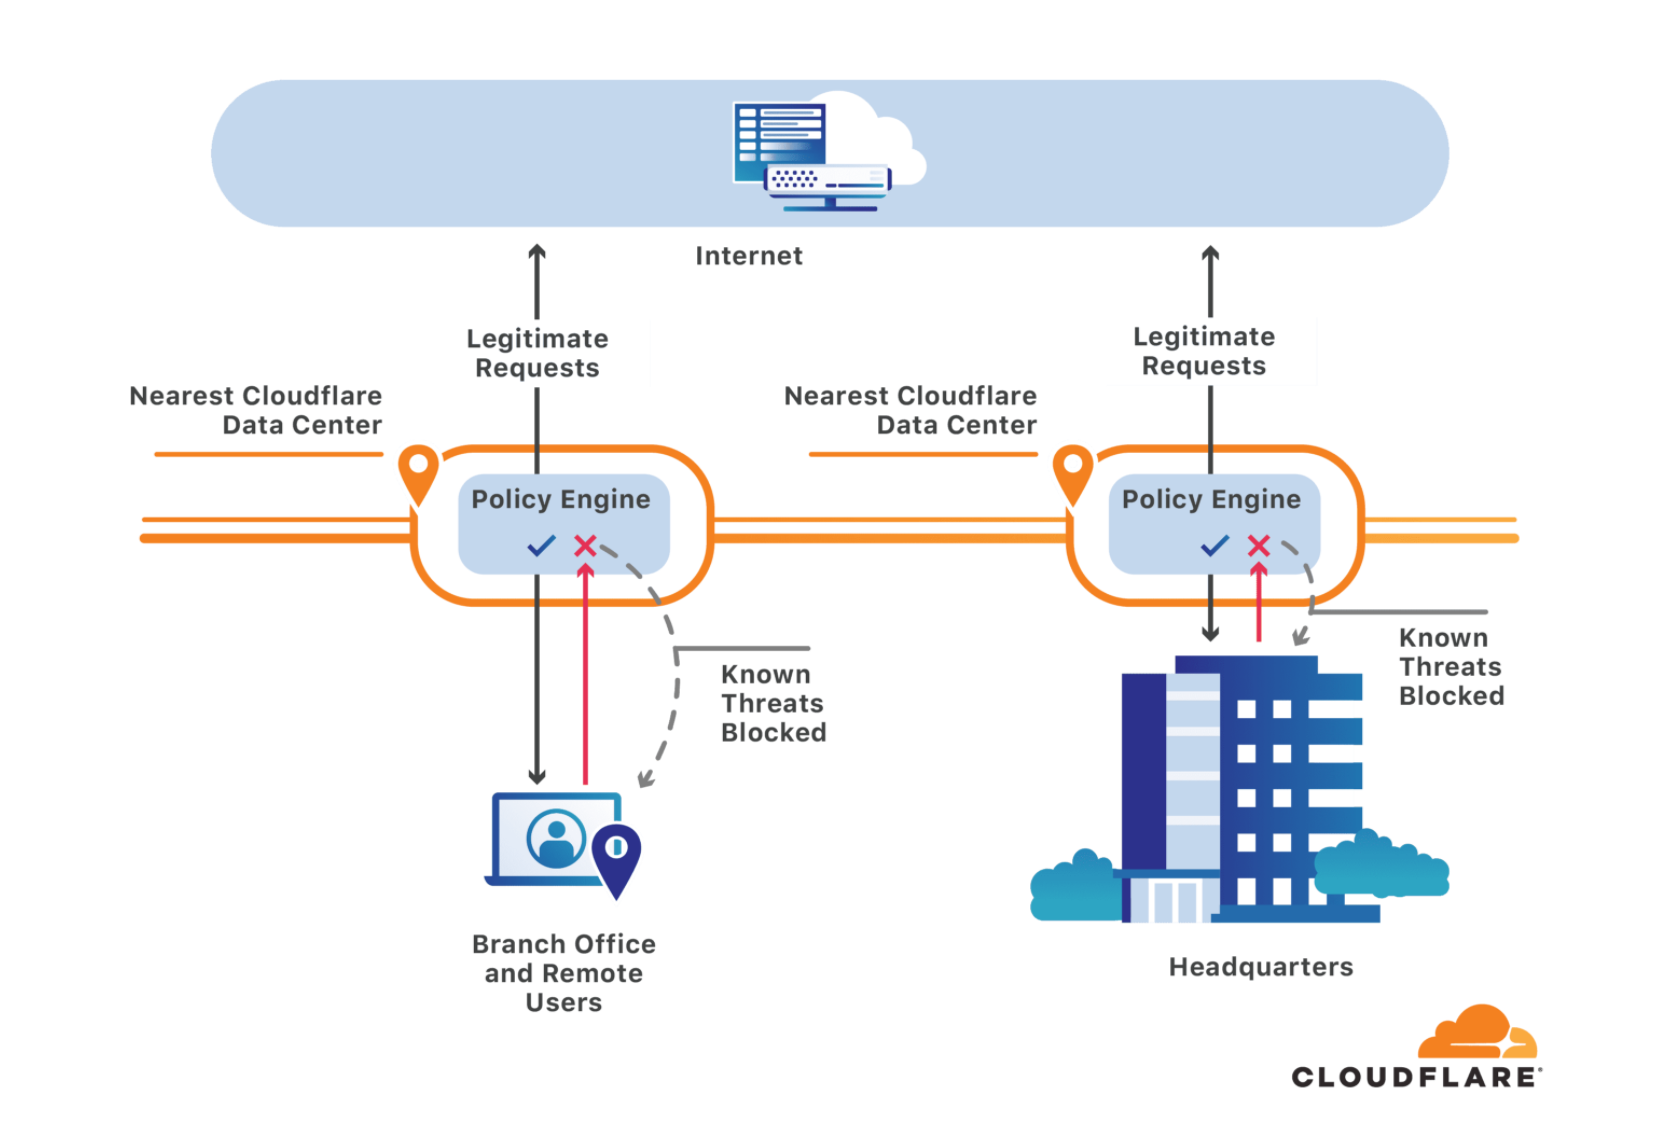 Internet
Legitimate
Requests
Legitimate
Requests
Nearest Cloudflare
Data Center
Nearest Cloudflare
Data Center
Policy Engine
Policy Engine
Known
Threats
Blocked
Known
Threats
Blocked
Branch Office
and Remote
Users
Headquarters
CLOUDFLARE